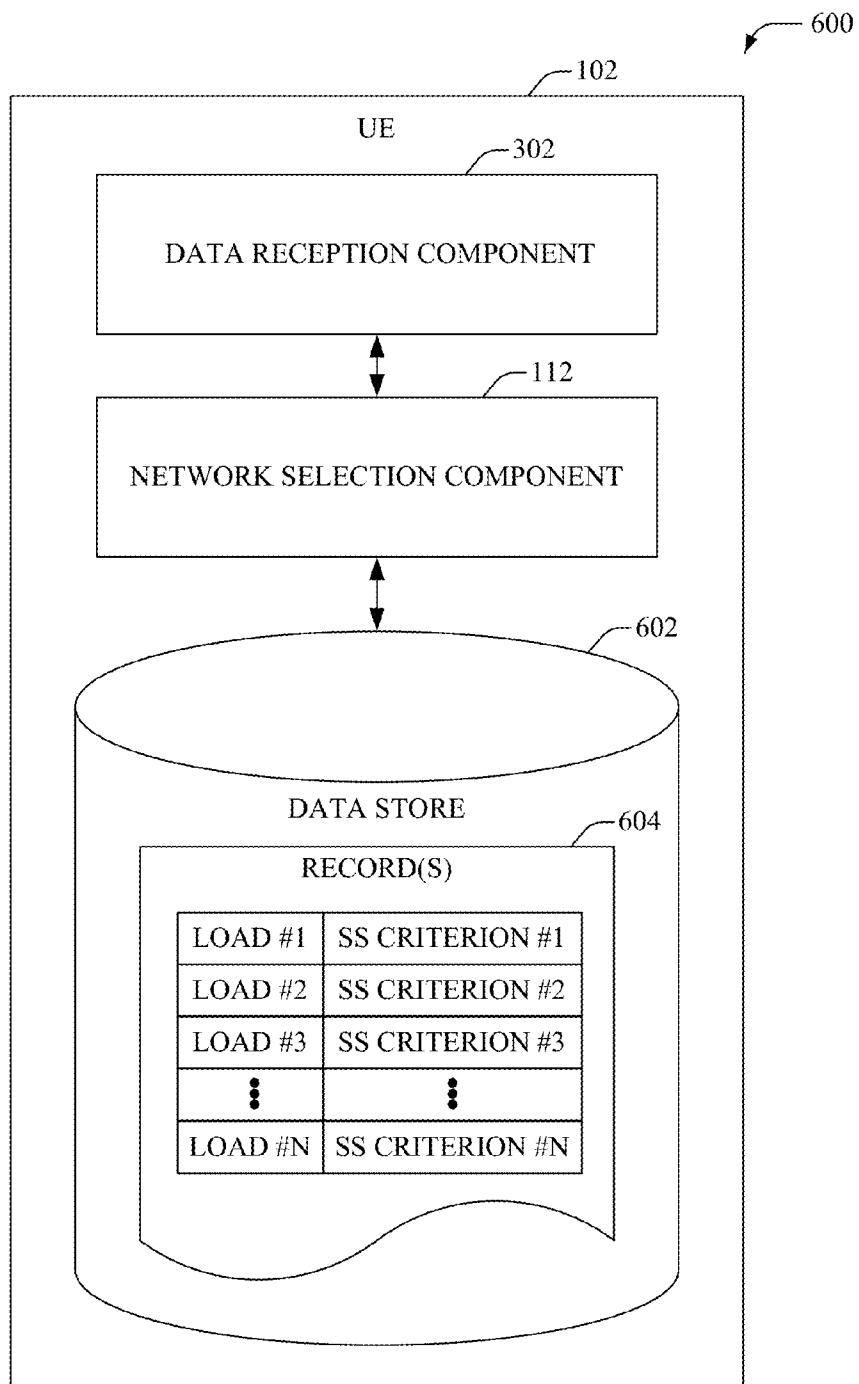 600
102
UE
302
DATA RECEPTION COMPONENT
112
NETWORK SELECTION COMPONENT
602
DATA STORE
604
RECORD(S)
LOAD #1 SS CRITERION #1
LOAD #2 SS CRITERION #2
LOAD #3 SS CRITERION #3
LOAD #N SS CRITERION #N